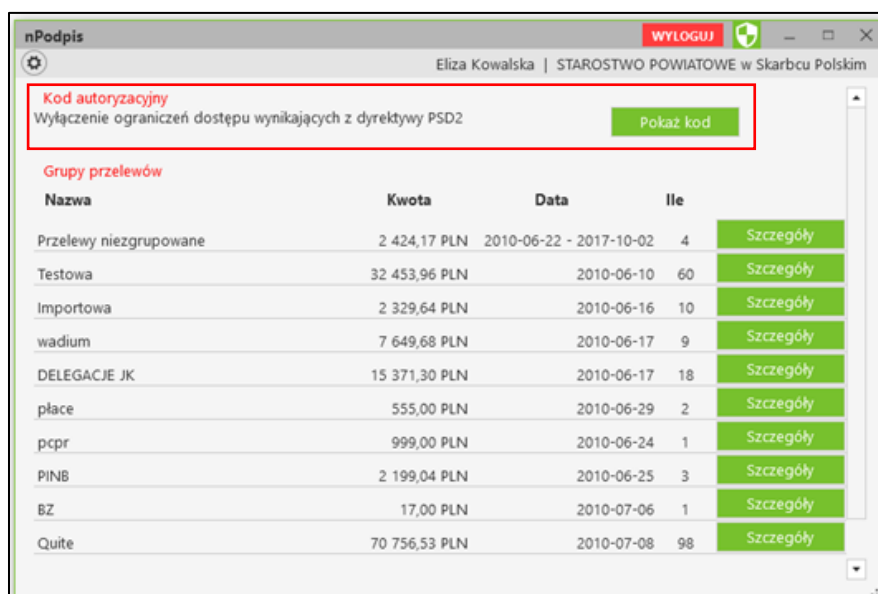 nPodpis WYLOGUJ
Eliza Kowalska | STAROSTWO POWIATOWE w Skarbcu Polskim
Kod autoryzacyjny
Wyłączenie ograniczeń dostępu wynikających z dyrektywy PSD2 Pokaż kod
Grupy przelewów
Nazwa Kwota Data Ile
Przelewy niezgrupowane 2 424,17 PLN 2010-06-22 - 2017-10-02 4 Szczegóły
Testowa 32 453,96 PLN 2010-06-10 60 Szczegóły
Importowa 2 329,64 PLN 2010-06-16 10 Szczegóły
wadium 7 649,68 PLN 2010-06-17 9 Szczegóły
DELEGACJE JK 15 371,30 PLN 2010-06-17 18 Szczegóły
płace 555,00 PLN 2010-06-29 2 Szczegóły
pcpr 999,00 PLN 2010-06-24 1 Szczegóły
PINB 2 199,04 PLN 2010-06-25 3 Szczegóły
BZ 17,00 PLN 2010-07-06 1 Szczegóły
Quite 70 756,53 PLN 2010-07-08 98 Szczegóły